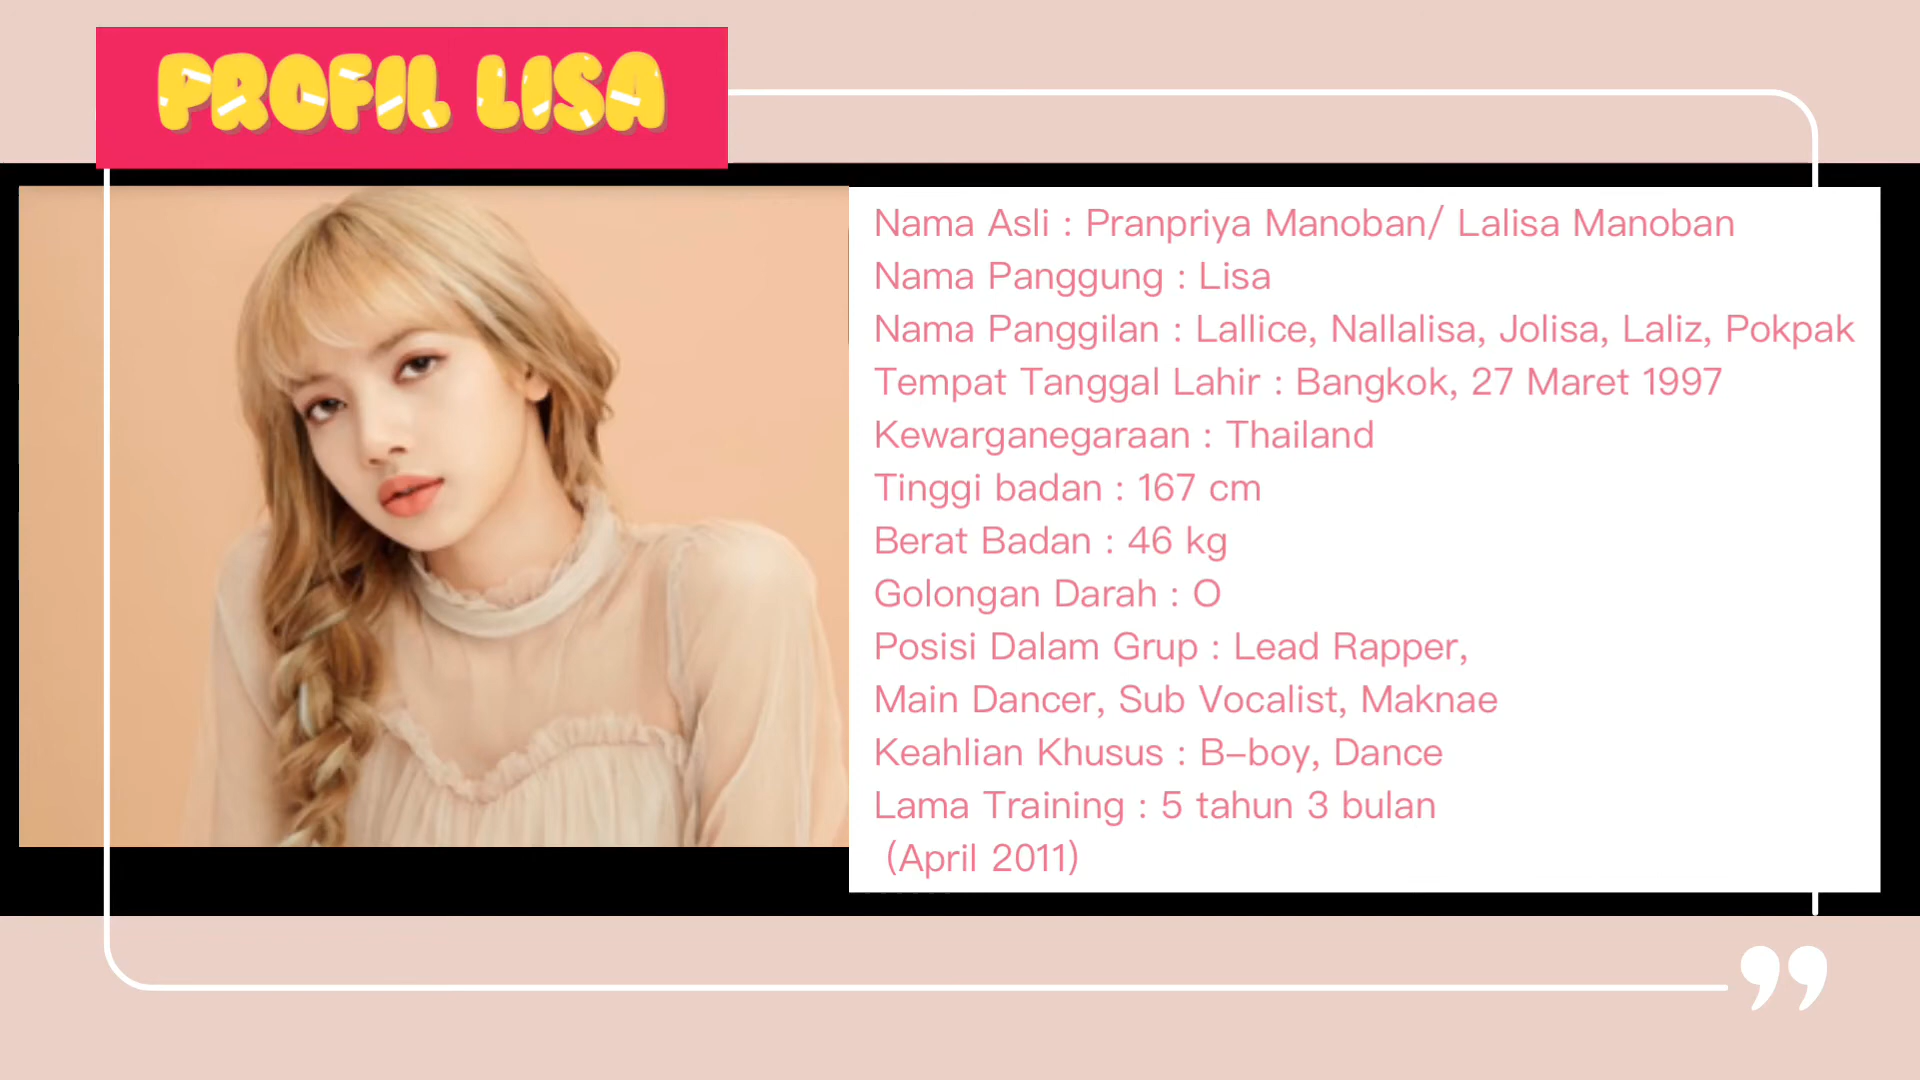 PROFIL LISA
Nama Asli : Pranpriya Manoban/ Lalisa Manoban
Nama Panggung : Lisa
Nama Panggilan : Lallice, Nallalisa, Jolisa, Laliz, Pokpak
Tempat Tanggal Lahir : Bangkok, 27 Maret 1997
Kewarganegaraan : Thailand
Tinggi badan : 167 cm
Berat Badan : 46 kg
Golongan Darah : O
Posisi Dalam Grup : Lead Rapper,
Main Dancer, Sub Vocalist, Maknae
Keahlian Khusus : B–boy, Dance
Lama Training : 5 tahun 3 bulan
(April 2011)